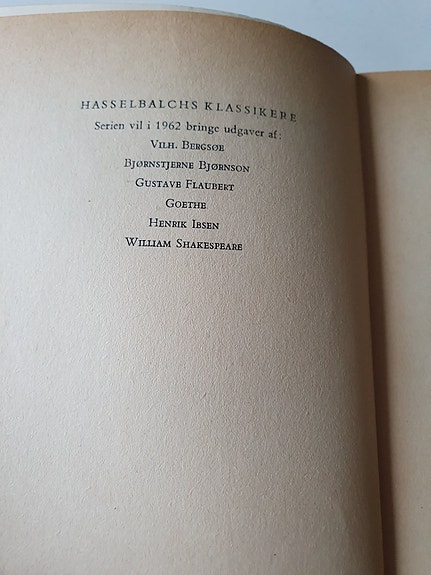 HASSELBALCHS KLASSIKERE
Serien vil i 1962 bringe udgaver af:
VILH. BERGSØE
BJØRNSTJERNE BJØRNSON
GUSTAVE FLAUBERT
GOETHE
HENRIK IBSEN
WILLIAM SHAKESPEARE